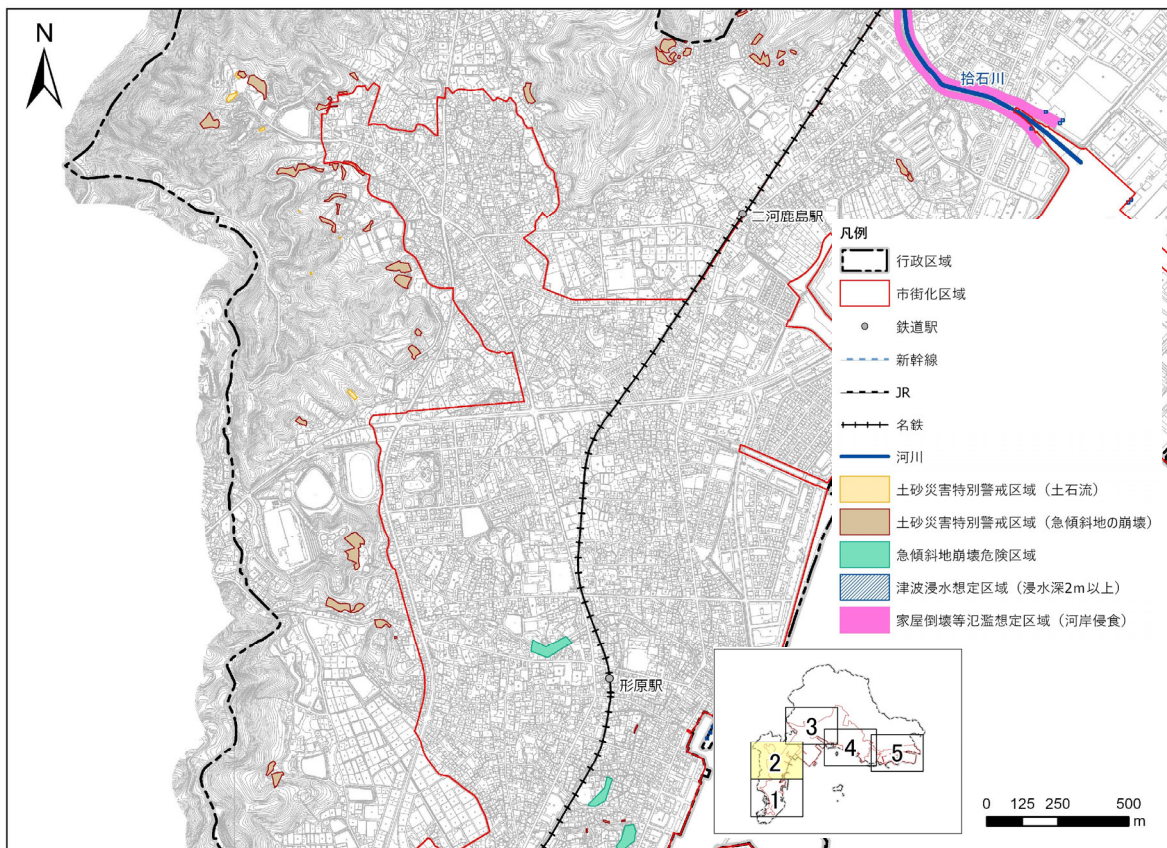 N
拾石川
三河鹿島駅
凡例
行政区域
市街化区域
鉄道駅
新幹線
JR
名鉄
河川
土砂災害特別警戒区域（土石流）
土砂災害特別警戒区域（急傾斜地の崩壊）
急傾斜地崩壊危険区域
津波浸水想定区域（浸水深2m以上）
家屋倒壊等氾濫想定区域（河岸侵食）
形原駅
3
4
5
2
1
0 125 250 500
m